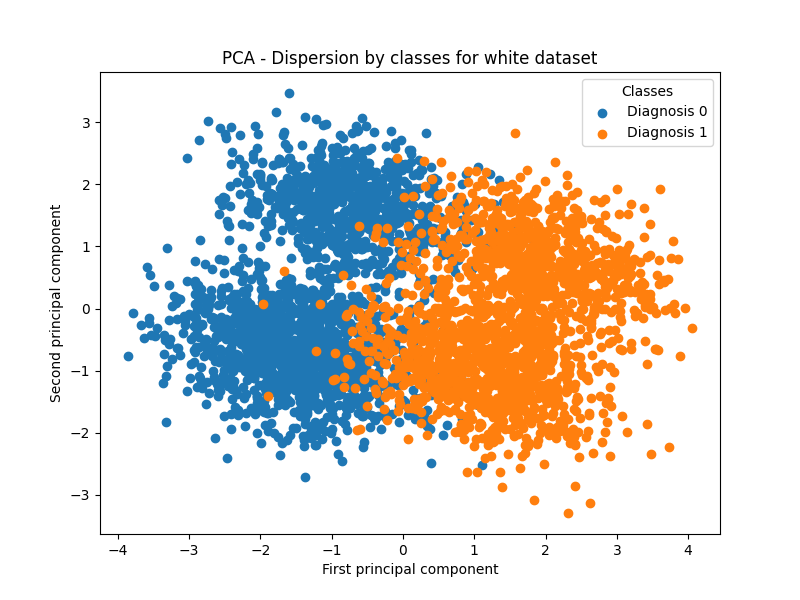 PCA - Dispersion by classes for white dataset
Classes
Diagnosis 0
Diagnosis 1
Second principal component
3
2
1
0
−1
−2
−3
−4
−3
−2
−1
0
1
2
3
4
First principal component